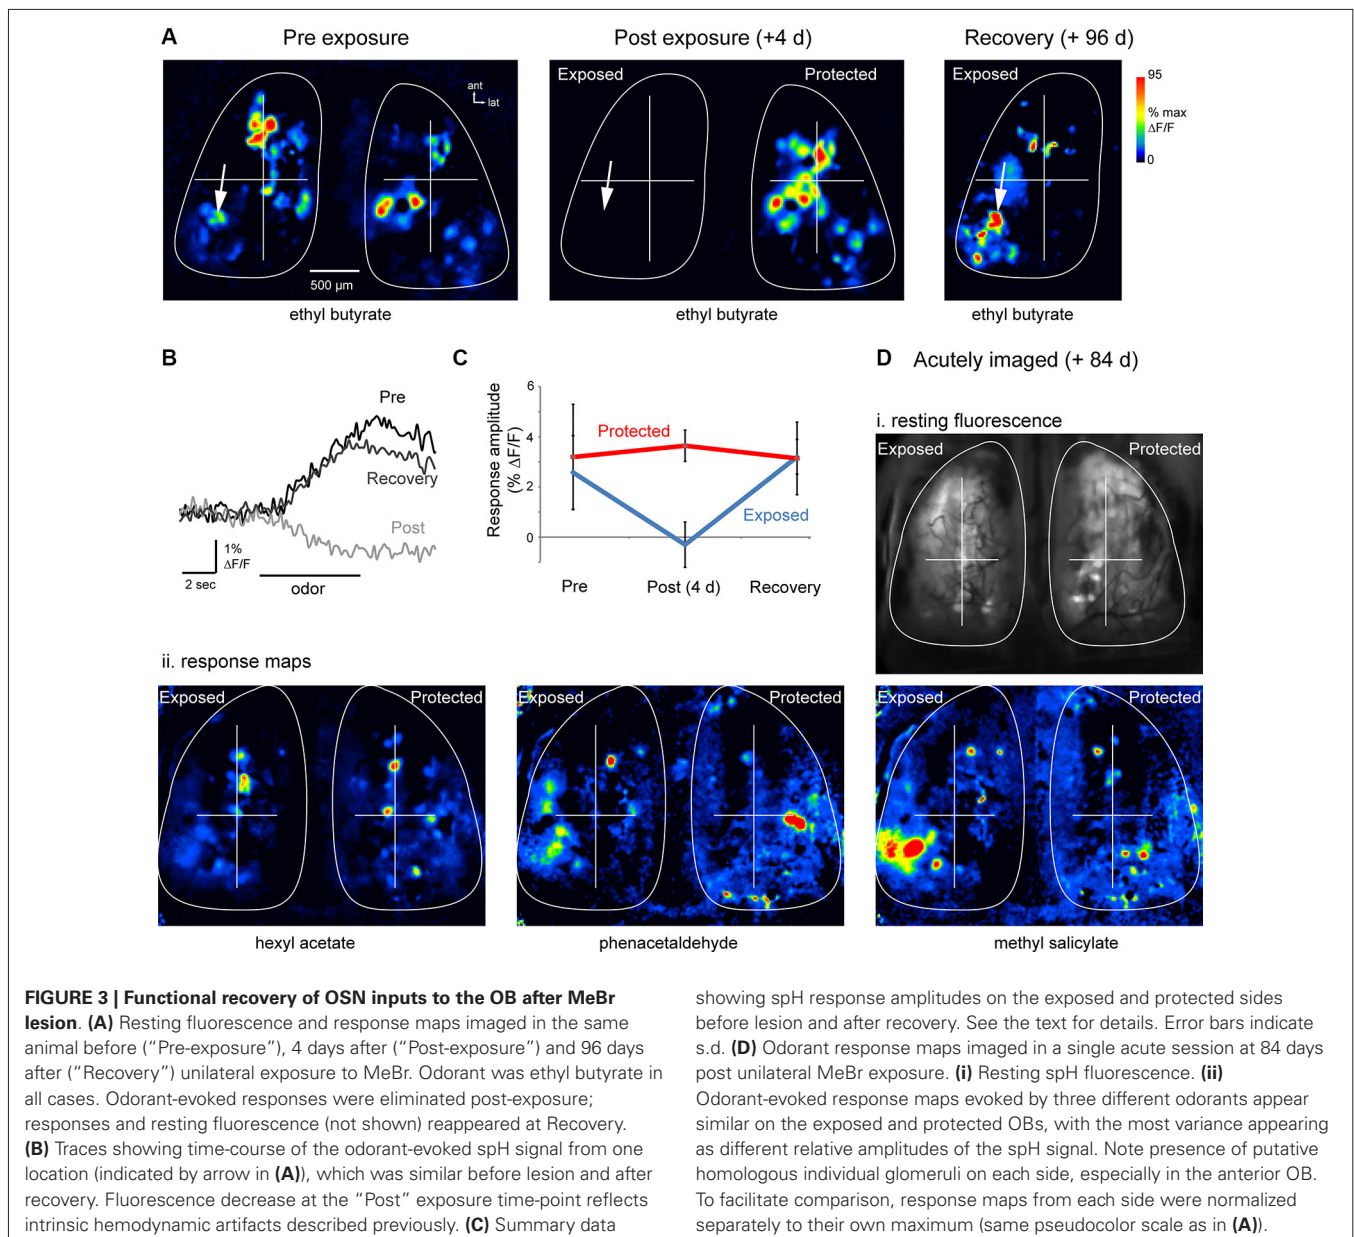 A
Pre exposure
Post exposure (+4 d)
Recovery (+ 96 d)
ant
lat
Exposed
Protected
Exposed
95
% max
ΔF/F
0
500 µm
ethyl butyrate
ethyl butyrate
ethyl butyrate
B
Pre
Recovery
Post
1%
ΔF/F
2 sec
odor
C
Response amplitude
(% ΔF/F)
6
4
2
0
Protected
Exposed
Pre
Post (4 d)
Recovery
D Acutely imaged (+ 84 d)
i. resting fluorescence
Exposed
Protected
ii. response maps
Exposed
Protected
Exposed
Protected
Exposed
Protected
hexyl acetate
phenacetaldehyde
methyl salicylate
FIGURE 3 | Functional recovery of OSN inputs to the OB after MeBr
lesion. (A) Resting fluorescence and response maps imaged in the same
animal before (“Pre-exposure”), 4 days after (“Post-exposure”) and 96 days
after (“Recovery”) unilateral exposure to MeBr. Odorant was ethyl butyrate in
all cases. Odorant-evoked responses were eliminated post-exposure;
responses and resting fluorescence (not shown) reappeared at Recovery.
(B) Traces showing time-course of the odorant-evoked spH signal from one
location (indicated by arrow in (A)), which was similar before lesion and after
recovery. Fluorescence decrease at the “Post” exposure time-point reflects
intrinsic hemodynamic artifacts described previously. (C) Summary data
showing spH response amplitudes on the exposed and protected sides
before lesion and after recovery. See the text for details. Error bars indicate
s.d. (D) Odorant response maps imaged in a single acute session at 84 days
post unilateral MeBr exposure. (i) Resting spH fluorescence. (ii)
Odorant-evoked response maps evoked by three different odorants appear
similar on the exposed and protected OBs, with the most variance appearing
as different relative amplitudes of the spH signal. Note presence of putative
homologous individual glomeruli on each side, especially in the anterior OB.
To facilitate comparison, response maps from each side were normalized
separately to their own maximum (same pseudocolor scale as in (A)).